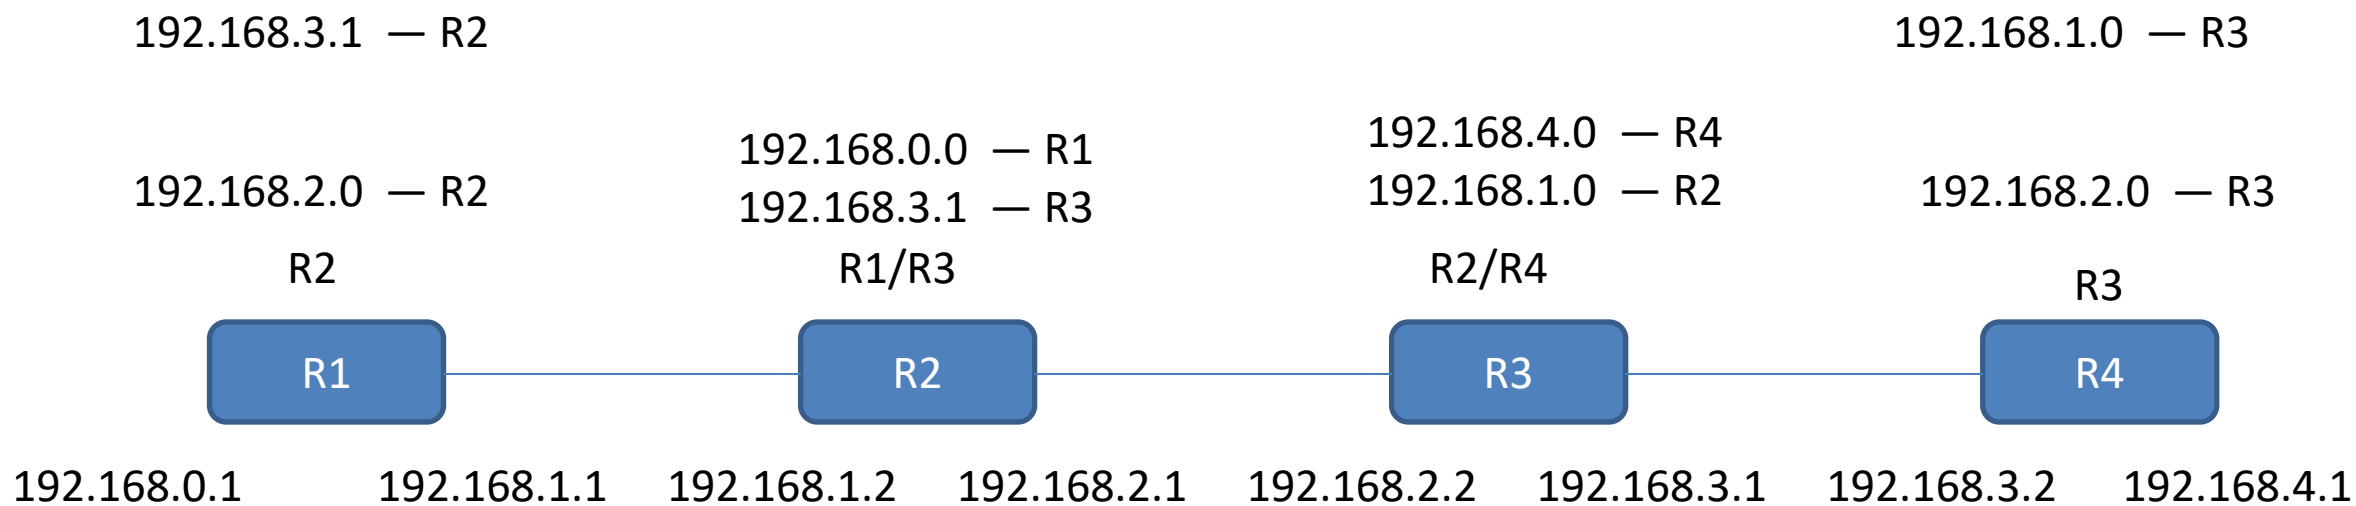 192.168.3.1 — R2
192.168.1.0 — R3
192.168.4.0 — R4
192.168.0.0 — R1
192.168.2.0 — R2
192.168.1.0 — R2
192.168.2.0 — R3
192.168.3.1 — R3
R2
R1/R3
R2/R4
R3
R1
R2
R3
R4
192.168.0.1
192.168.1.1
192.168.1.2
192.168.2.1
192.168.2.2
192.168.3.1
192.168.3.2
192.168.4.1